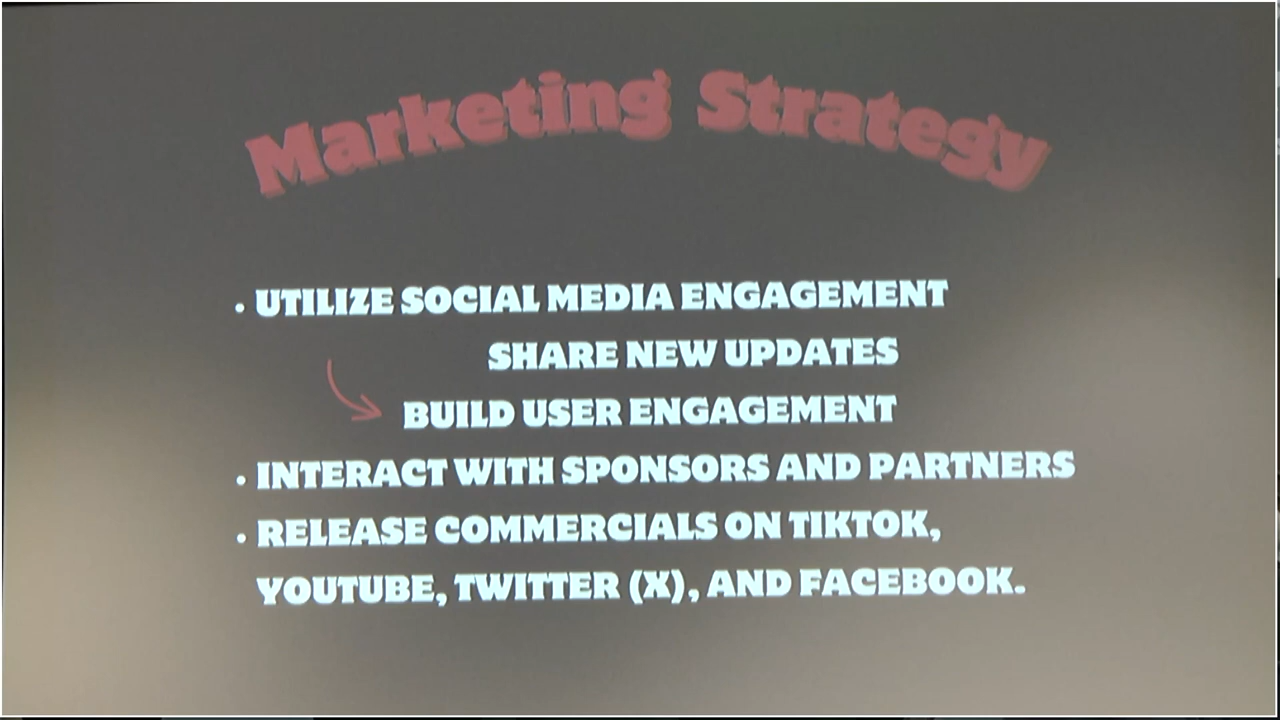 Marketing Strategy
• UTILIZE SOCIAL MEDIA ENGAGEMENT
SHARE NEW UPDATES
BUILD USER ENGAGEMENT
• INTERACT WITH SPONSORS AND PARTNERS
• RELEASE COMMERCIALS ON TIKTOK,
YOUTUBE, TWITTER (X), AND FACEBOOK.